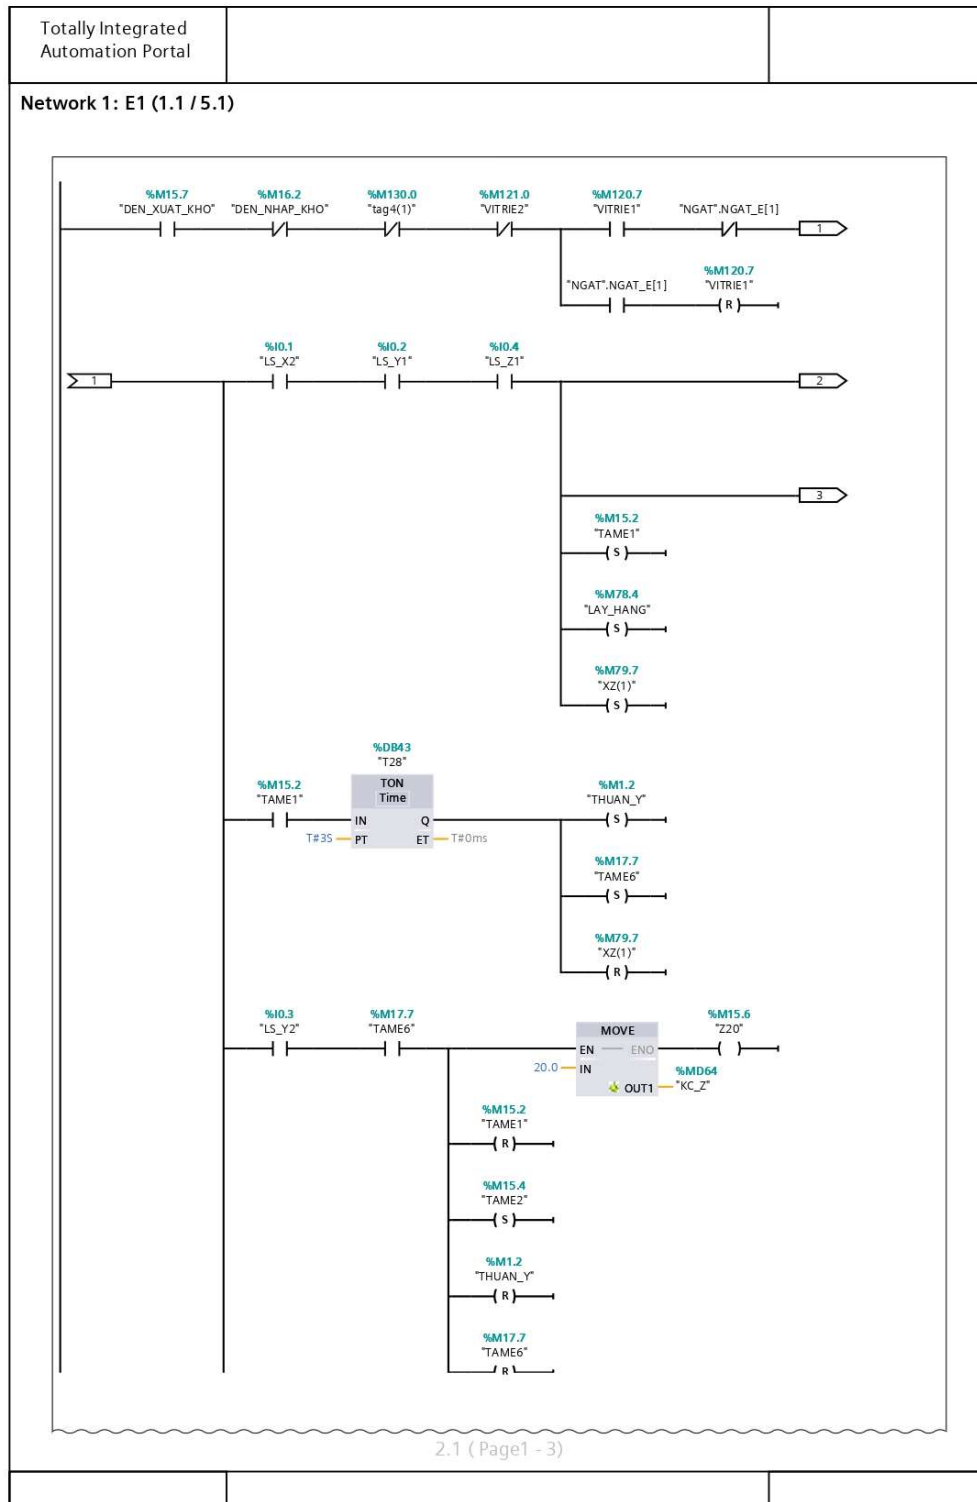 Totally Integrated
Automation Portal
Network 1: E1 (1.1 / 5.1)
%M15.7 %M16.2 %M130.0 %M121.0 %M120.7
"DEN_XUAT_KHO" "DEN_NHAP_KHO" "tag4(1)" "VITRIE2" "VITRIE1" "NGAT".NGAT_E[1]
1
%M120.7
"NGAT".NGAT_E[1] "VITRIE1"
R
%I0.1 %I0.2 %I0.4
"LS_X2" "LS_Y1" "LS_Z1"
1 2
3
%M15.2
"TAME1"
S
%M78.4
"LAY_HANG"
S
%M79.7
"XZ(1)"
S
%DB43
"T28"
%M15.2 TON %M1.2
"TAME1" Time "THUAN_Y"
IN Q S
T#3S PT ET T#0ms
%M17.7
"TAME6"
S
%M79.7
"XZ(1)"
R
%I0.3 %M17.7 %M15.6
"LS_Y2" "TAME6" MOVE "Z20"
EN ENO
20.0 IN %MD64
OUT1 "KC_Z"
%M15.2
"TAME1"
R
%M15.4
"TAME2"
S
%M1.2
"THUAN_Y"
R
%M17.7
"TAME6"
R
2.1 ( Page1 - 3)